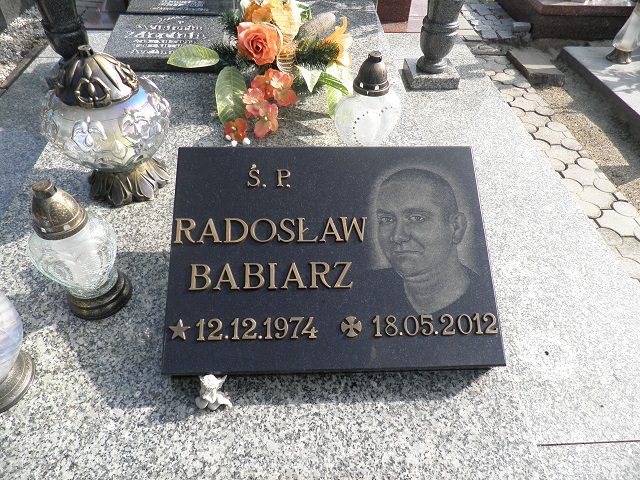 Ś. P.
RADOSŁAW
BABIARZ
12.12.1974 18.05.2012